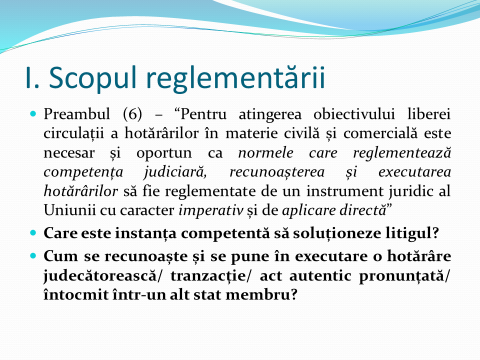 I. Scopul reglementării
• Preambul (6) – “Pentru atingerea obiectivului liberei
circulații a hotărârilor în materie civilă și comercială este
necesar și oportun ca normele care reglementează
competența judiciară, recunoașterea și executarea
hotărârilor să fie reglementate de un instrument juridic al
Uniunii cu caracter imperativ și de aplicare directă”
• Care este instanța competentă să soluționeze litigul?
• Cum se recunoaște și se pune în executare o hotărâre
judecătorească/ tranzacție/ act autentic pronunțată/
întocmit într-un alt stat membru?